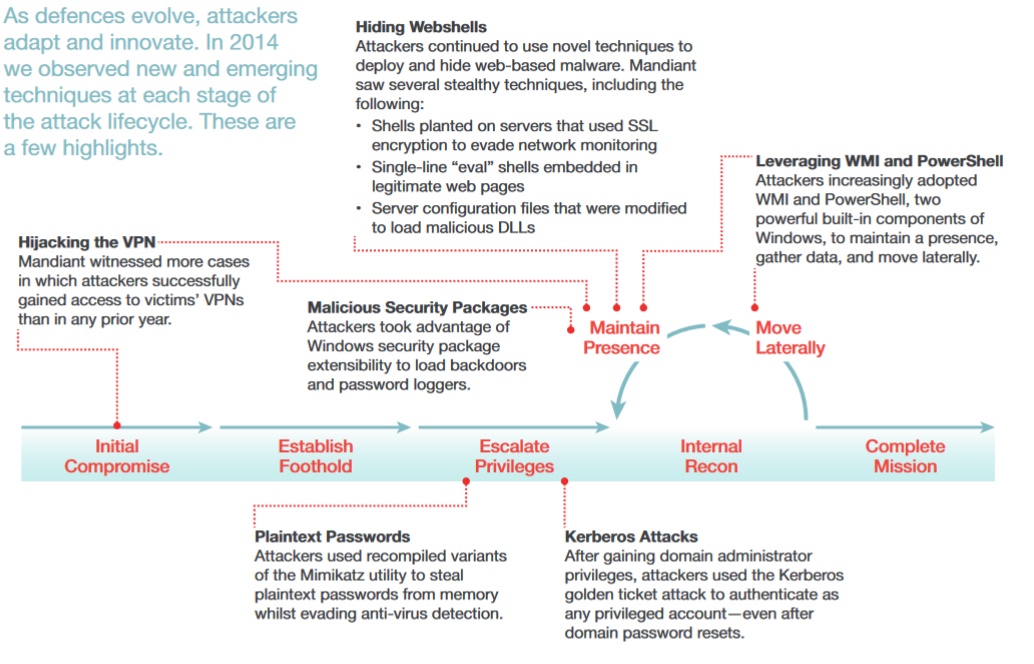 As defences evolve, attackers
adapt and innovate. In 2014
we observed new and emerging
techniques at each stage of
the attack lifecycle. These are
a few highlights.
Hiding Webshells
Attackers continued to use novel techniques to
deploy and hide web-based malware. Mandiant
saw several stealthy techniques, including the
following:
• Shells planted on servers that used SSL
encryption to evade network monitoring
• Single-line “eval” shells embedded in
legitimate web pages
• Server configuration files that were modified
to load malicious DLLs
Leveraging WMI and PowerShell
Attackers increasingly adopted
WMI and PowerShell, two
powerful built-in components of
Windows, to maintain a presence,
gather data, and move laterally.
Hijacking the VPN
Mandiant witnessed more cases
in which attackers successfully
gained access to victims’ VPNs
than in any prior year.
Malicious Security Packages
Attackers took advantage of
Windows security package
extensibility to load backdoors
and password loggers.
Maintain
Presence
Move
Laterally
Initial
Compromise
Establish
Foothold
Escalate
Privileges
Internal
Recon
Complete
Mission
Plaintext Passwords
Attackers used recompiled variants
of the Mimikatz utility to steal
plaintext passwords from memory
whilst evading anti-virus detection.
Kerberos Attacks
After gaining domain administrator
privileges, attackers used the Kerberos
golden ticket attack to authenticate as
any privileged account—even after
domain password resets.